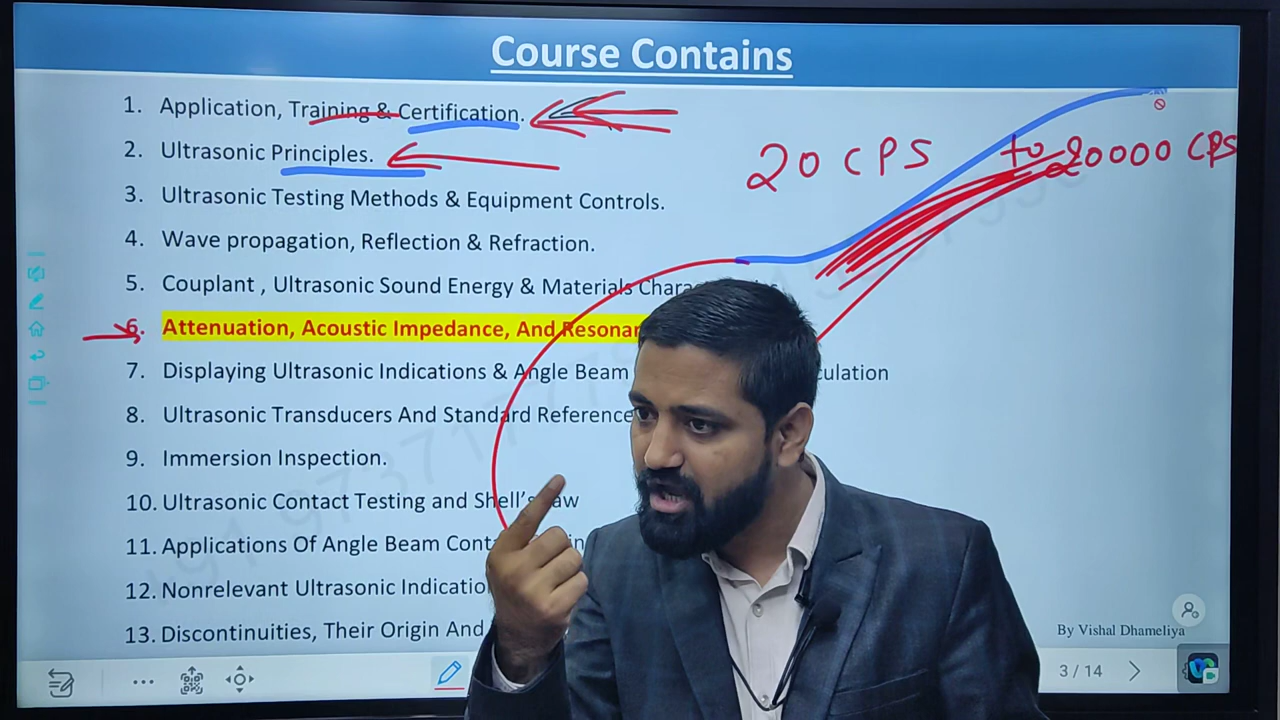 Course Contains
1. Application, Training & Certification.
20 CPS to 20000 CPS
2. Ultrasonic Principles.
3. Ultrasonic Testing Methods & Equipment Controls.
4. Wave propagation, Reflection & Refraction.
5. Couplant , Ultrasonic Sound Energy & Materials
6. Attenuation, Acoustic Impedance, And
7. Displaying Ultrasonic Indications & Angle Beam
8. Ultrasonic Transducers And Standard Reference
9. Immersion Inspection.
10. Ultrasonic Contact Testing and Shell's
11. Applications Of Angle Beam
12. Nonrelevant Ultrasonic
13. Discontinuities, Their Origin And
By Vishal Dhameliya
3 / 14